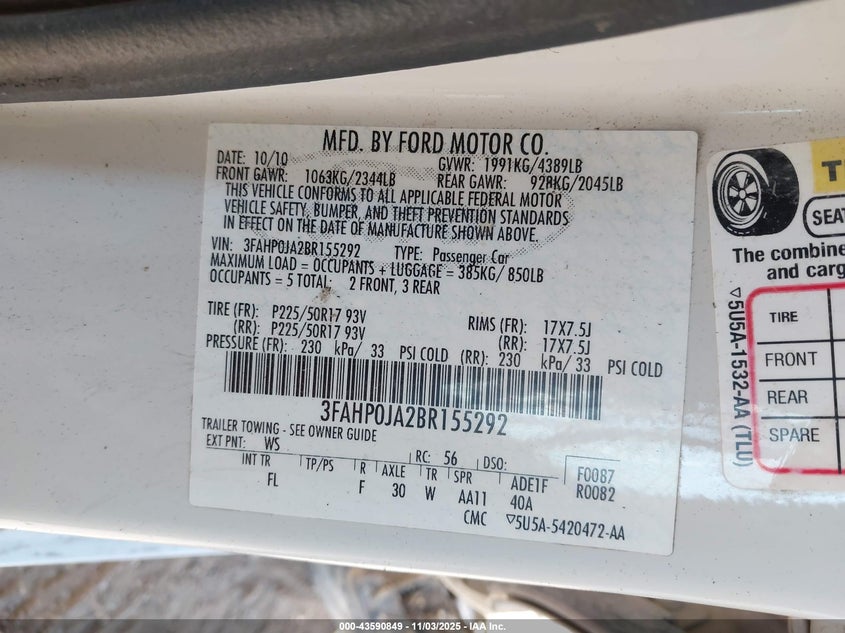 MFD. BY FORD MOTOR CO.
DATE: 10/10 GVWR: 1991KG/4389LB
FRONT GAWR: 1063KG/2344LB REAR GAWR: 928KG/2045LB
THIS VEHICLE CONFORMS TO ALL APPLICABLE FEDERAL MOTOR
VEHICLE SAFETY, BUMPER, AND THEFT PREVENTION STANDARDS
IN EFFECT ON THE DATE OF MANUFACTURE SHOWN ABOVE.
VIN: 3FAHP0JA2BR155292 TYPE: Passenger Car
MAXIMUM LOAD = OCCUPANTS + LUGGAGE = 385KG/850LB
OCCUPANTS = 5 TOTAL, 2 FRONT, 3 REAR
TIRE (FR): P225/50R17 93V RIMS (FR): 17X7.5J
(RR): P225/50R17 93V (RR): 17X7.5J
PRESSURE (FR): 230 kPa/ 33 PSI COLD (RR): 230 kPa/ 33 PSI COLD
3FAHP0JA2BR155292
TRAILER TOWING - SEE OWNER GUIDE
EXT PNT: WS RC: 56 DSO: F0087
INT TR TP/PS R AXLE TR SPR ADE1F R0082
FL F 30 W AA11 40A
CMC ▽5U5A-5420472-AA
▽5U5A-1532-AA (TLU)
T
SEAT
The combine
and carg
TIRE
FRONT
REAR
SPARE
000-43590849 - 11/03/2025 - IAA Inc.